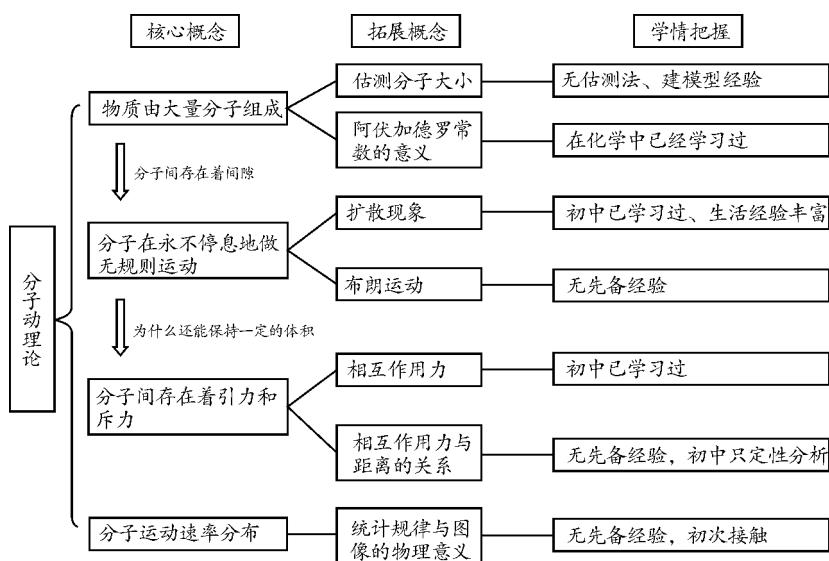 核心概念
拓展概念
学情把握
分子动理论
物质由大量分子组成
估测分子大小
无估测法、建模型经验
阿伏加德罗常
数的意义
在化学中已经学习过
分子间存在着间隙
分子在永不停息地做
无规则运动
扩散现象
初中已学习过、生活经验丰富
布朗运动
无先备经验
为什么还能保持一定的体积
分子间存在着引力和
斥力
相互作用力
初中已学习过
相互作用力与
距离的关系
无先备经验，初中只定性分析
分子运动速率分布
统计规律与图
像的物理意义
无先备经验、初次接触